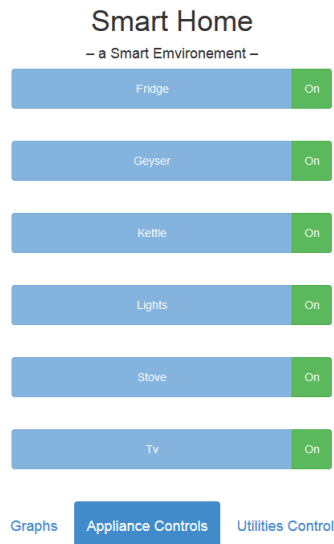 Smart Home
– a Smart Emvironement –
Fridge On
Geyser On
Kettle On
Lights On
Stove On
Tv On
Graphs Appliance Controls Utilities Control